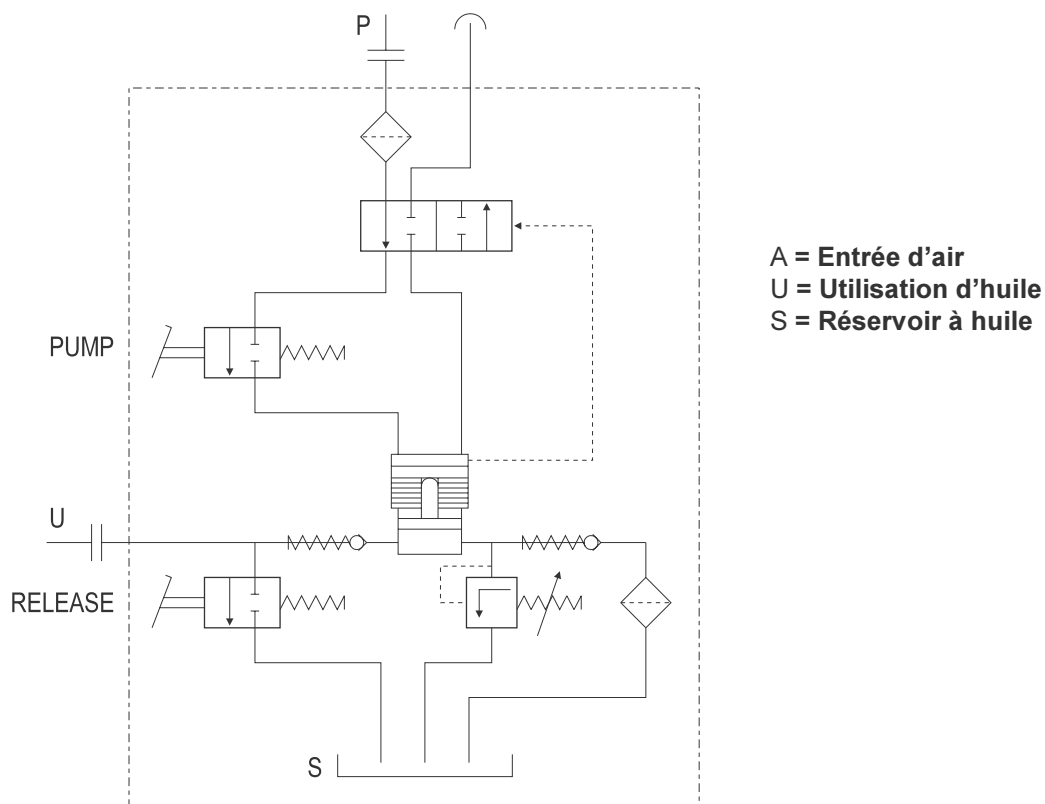 P
A = Entrée d’air
U = Utilisation d’huile
S = Réservoir à huile
PUMP
U
RELEASE
S